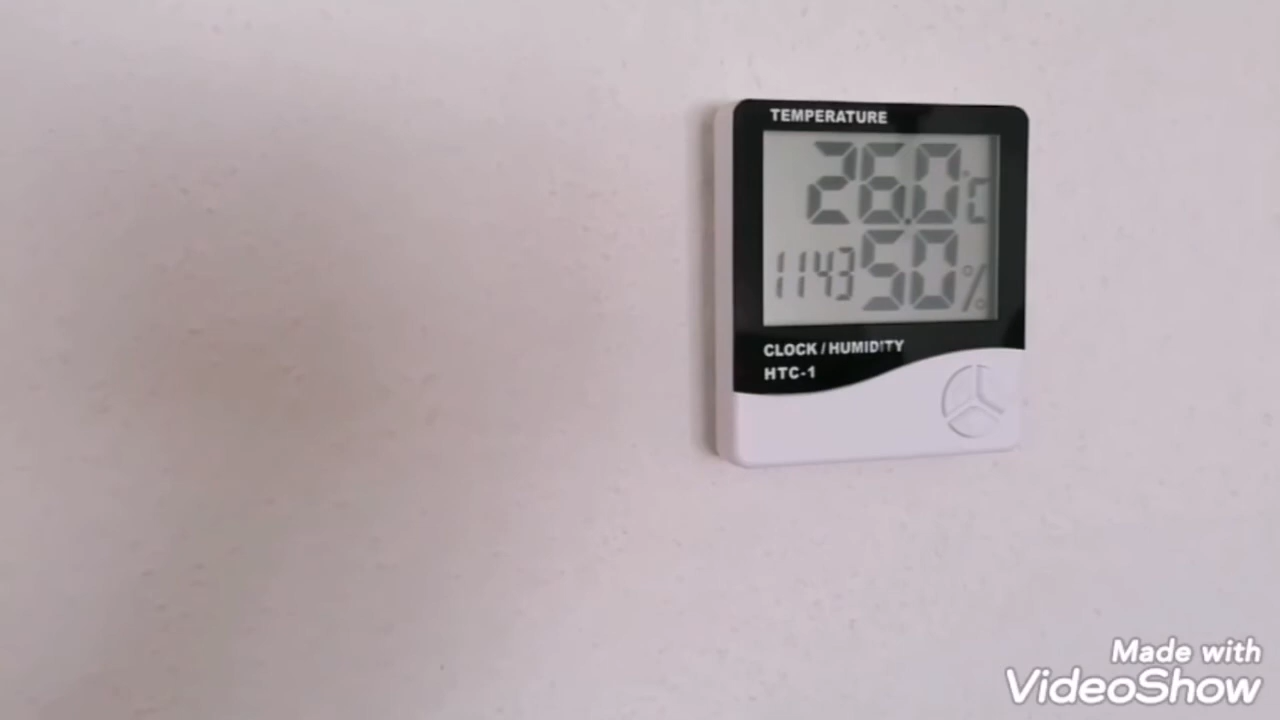 TEMPERATURE
26.0°C
1143 50%
CLOCK / HUMIDITY
HTC-1
Made with
VideoShow